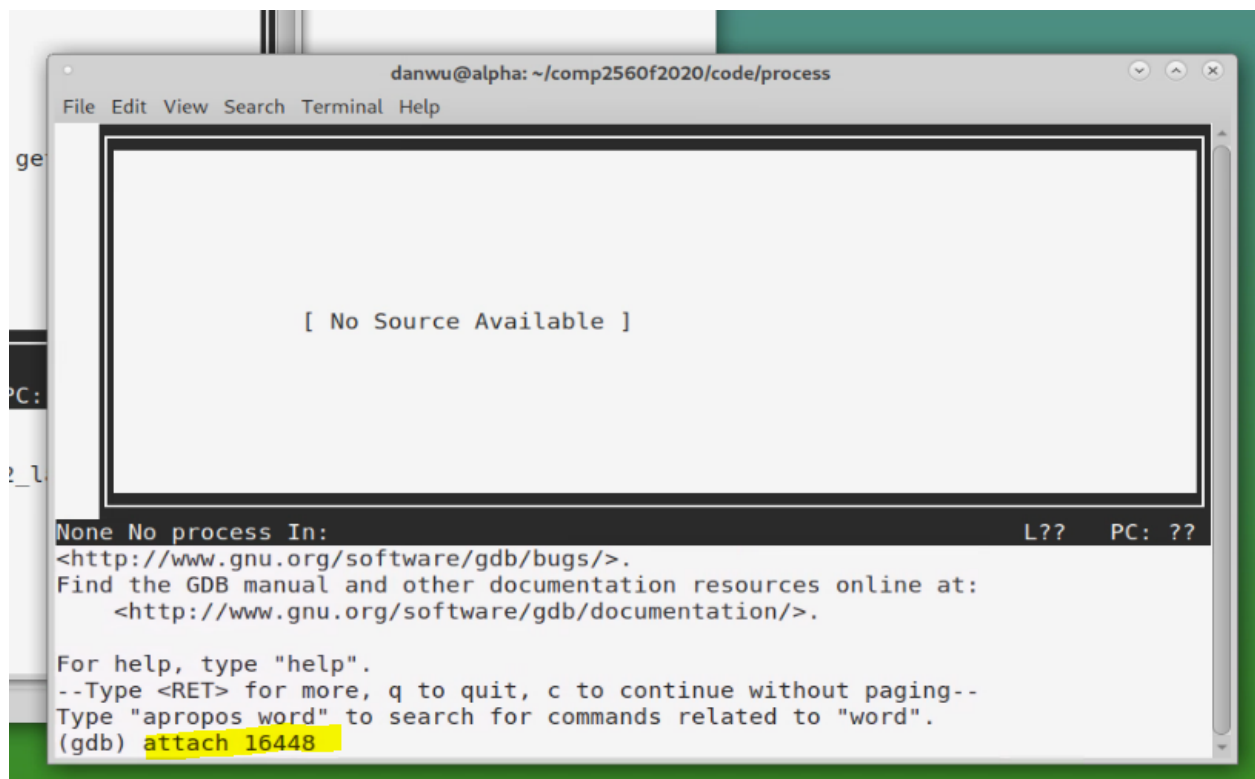 danwu@alpha: ~/comp2560f2020/code/process
File Edit View Search Terminal Help
[ No Source Available ]
None No process In: L?? PC: ??
<http://www.gnu.org/software/gdb/bugs/>.
Find the GDB manual and other documentation resources online at:
<http://www.gnu.org/software/gdb/documentation/>.
For help, type "help".
--Type <RET> for more, q to quit, c to continue without paging--
Type "apropos word" to search for commands related to "word".
(gdb) attach 16448